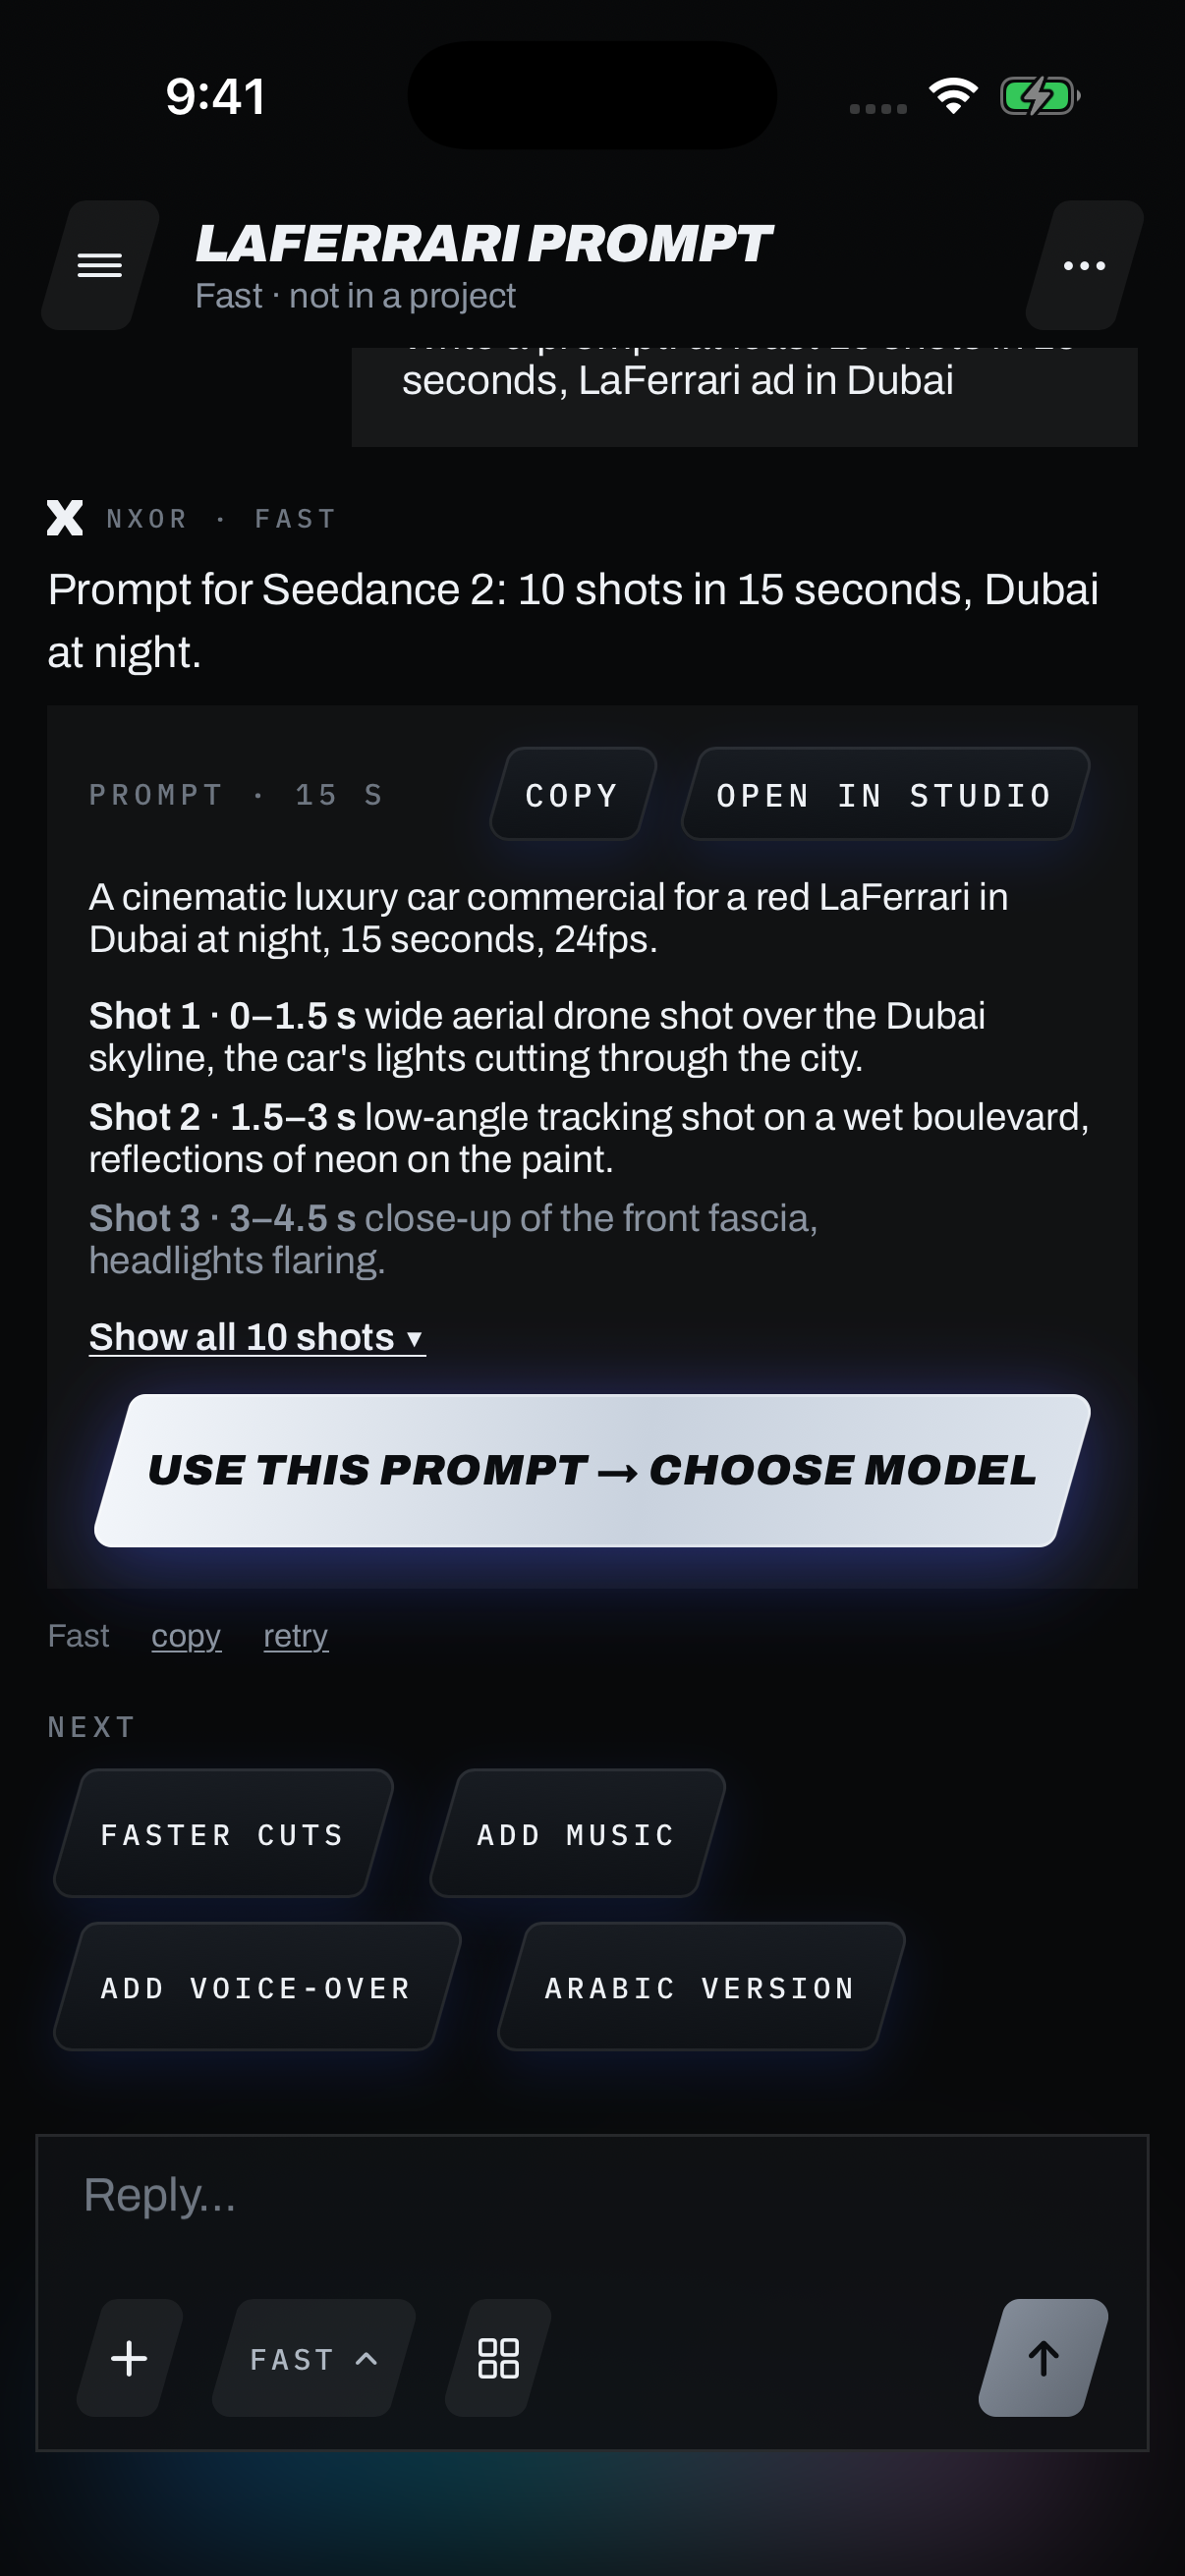 9:41
LAFERRARI PROMPT
Fast · not in a project
seconds, LaFerrari ad in Dubai
NXOR · FAST
Prompt for Seedance 2: 10 shots in 15 seconds, Dubai
at night.
PROMPT · 15 S
COPY
OPEN IN STUDIO
A cinematic luxury car commercial for a red LaFerrari in
Dubai at night, 15 seconds, 24fps.
Shot 1 · 0–1.5 s wide aerial drone shot over the Dubai
skyline, the car's lights cutting through the city.
Shot 2 · 1.5–3 s low-angle tracking shot on a wet boulevard,
reflections of neon on the paint.
Shot 3 · 3–4.5 s close-up of the front fascia,
headlights flaring.
Show all 10 shots ▾
USE THIS PROMPT → CHOOSE MODEL
Fast copy retry
NEXT
FASTER CUTS
ADD MUSIC
ADD VOICE-OVER
ARABIC VERSION
Reply...
FAST